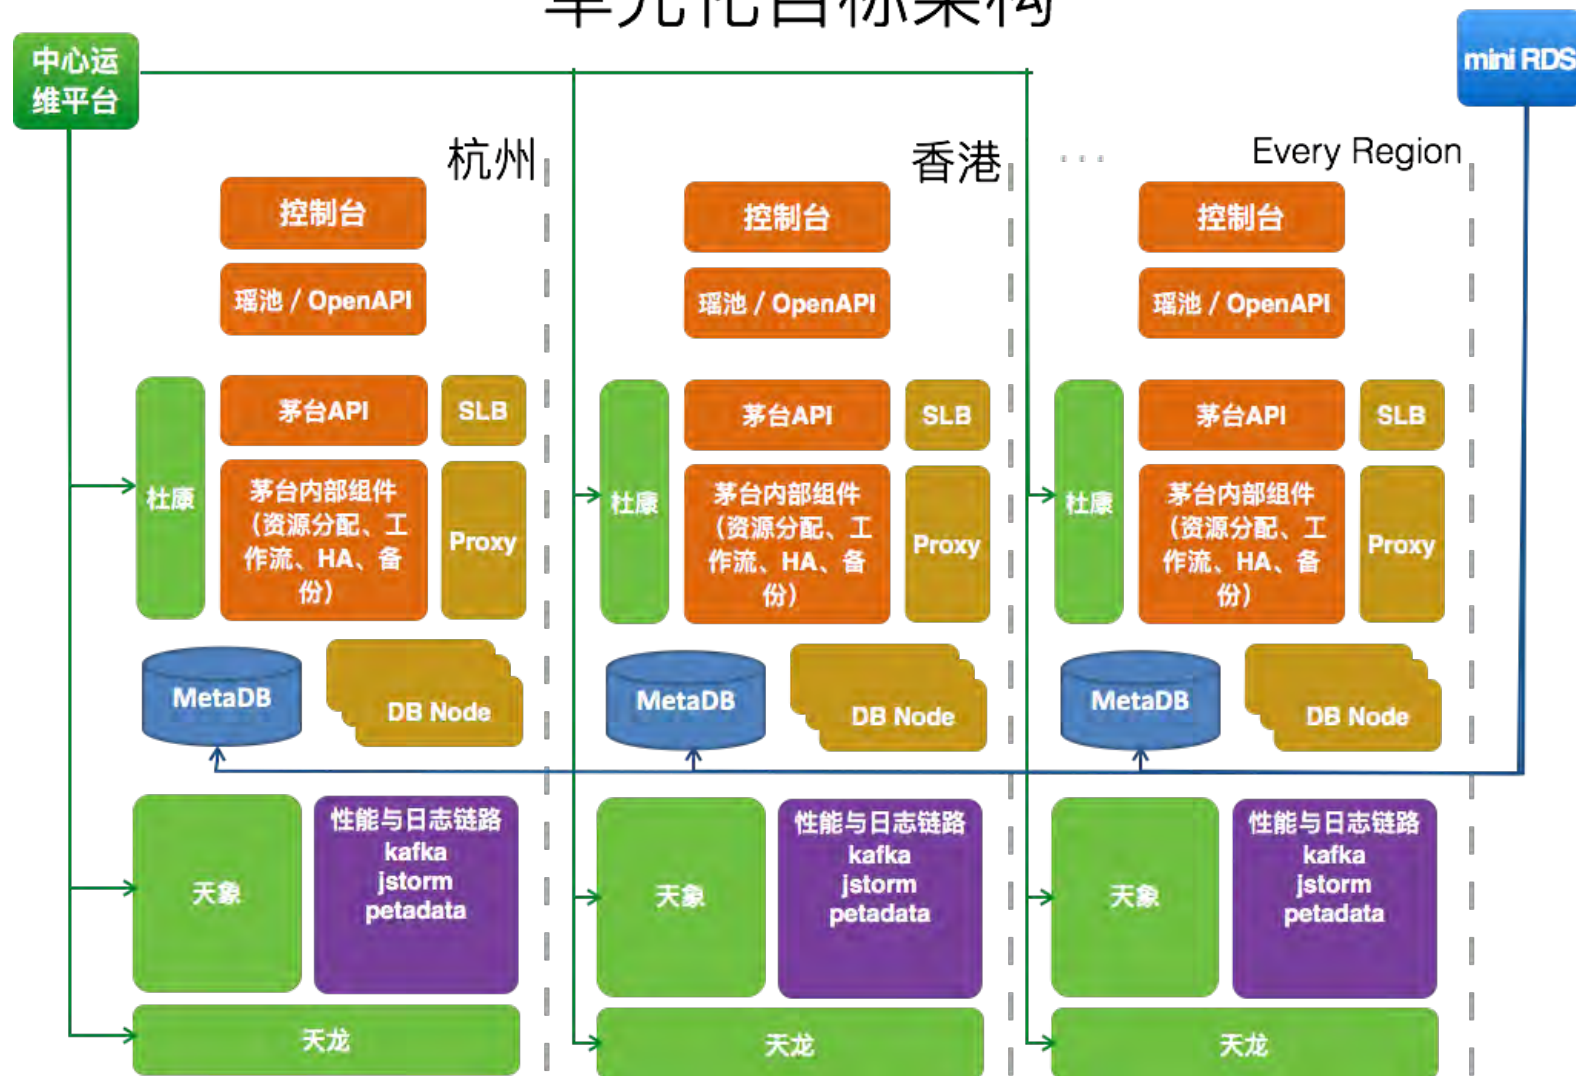 单元化目标架构
中心运
维平台
mini RDS
杭州
香港
...
Every Region
控制台
瑶池 / OpenAPI
茅台API
SLB
杜康
茅台内部组件
（资源分配、工
作流、HA、备
份）
Proxy
MetaDB
DB Node
天象
性能与日志链路
kafka
jstorm
petadata
天龙
控制台
瑶池 / OpenAPI
茅台API
SLB
杜康
茅台内部组件
（资源分配、工
作流、HA、备
份）
Proxy
MetaDB
DB Node
天象
性能与日志链路
kafka
jstorm
petadata
天龙
控制台
瑶池 / OpenAPI
茅台API
SLB
杜康
茅台内部组件
（资源分配、工
作流、HA、备
份）
Proxy
MetaDB
DB Node
天象
性能与日志链路
kafka
jstorm
petadata
天龙